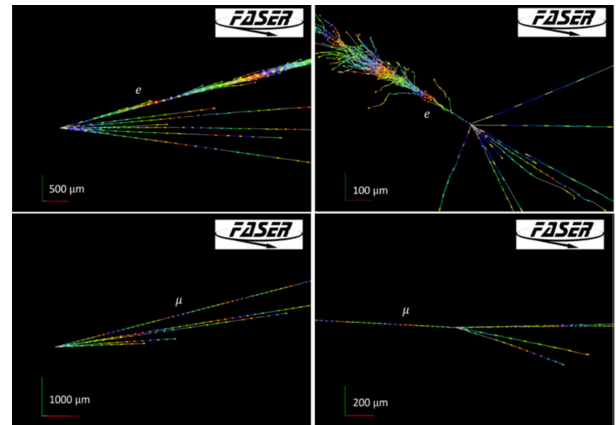 FASER
e
500 μm
FASER
e
100 μm
FASER
μ
1000 μm
FASER
μ
200 μm